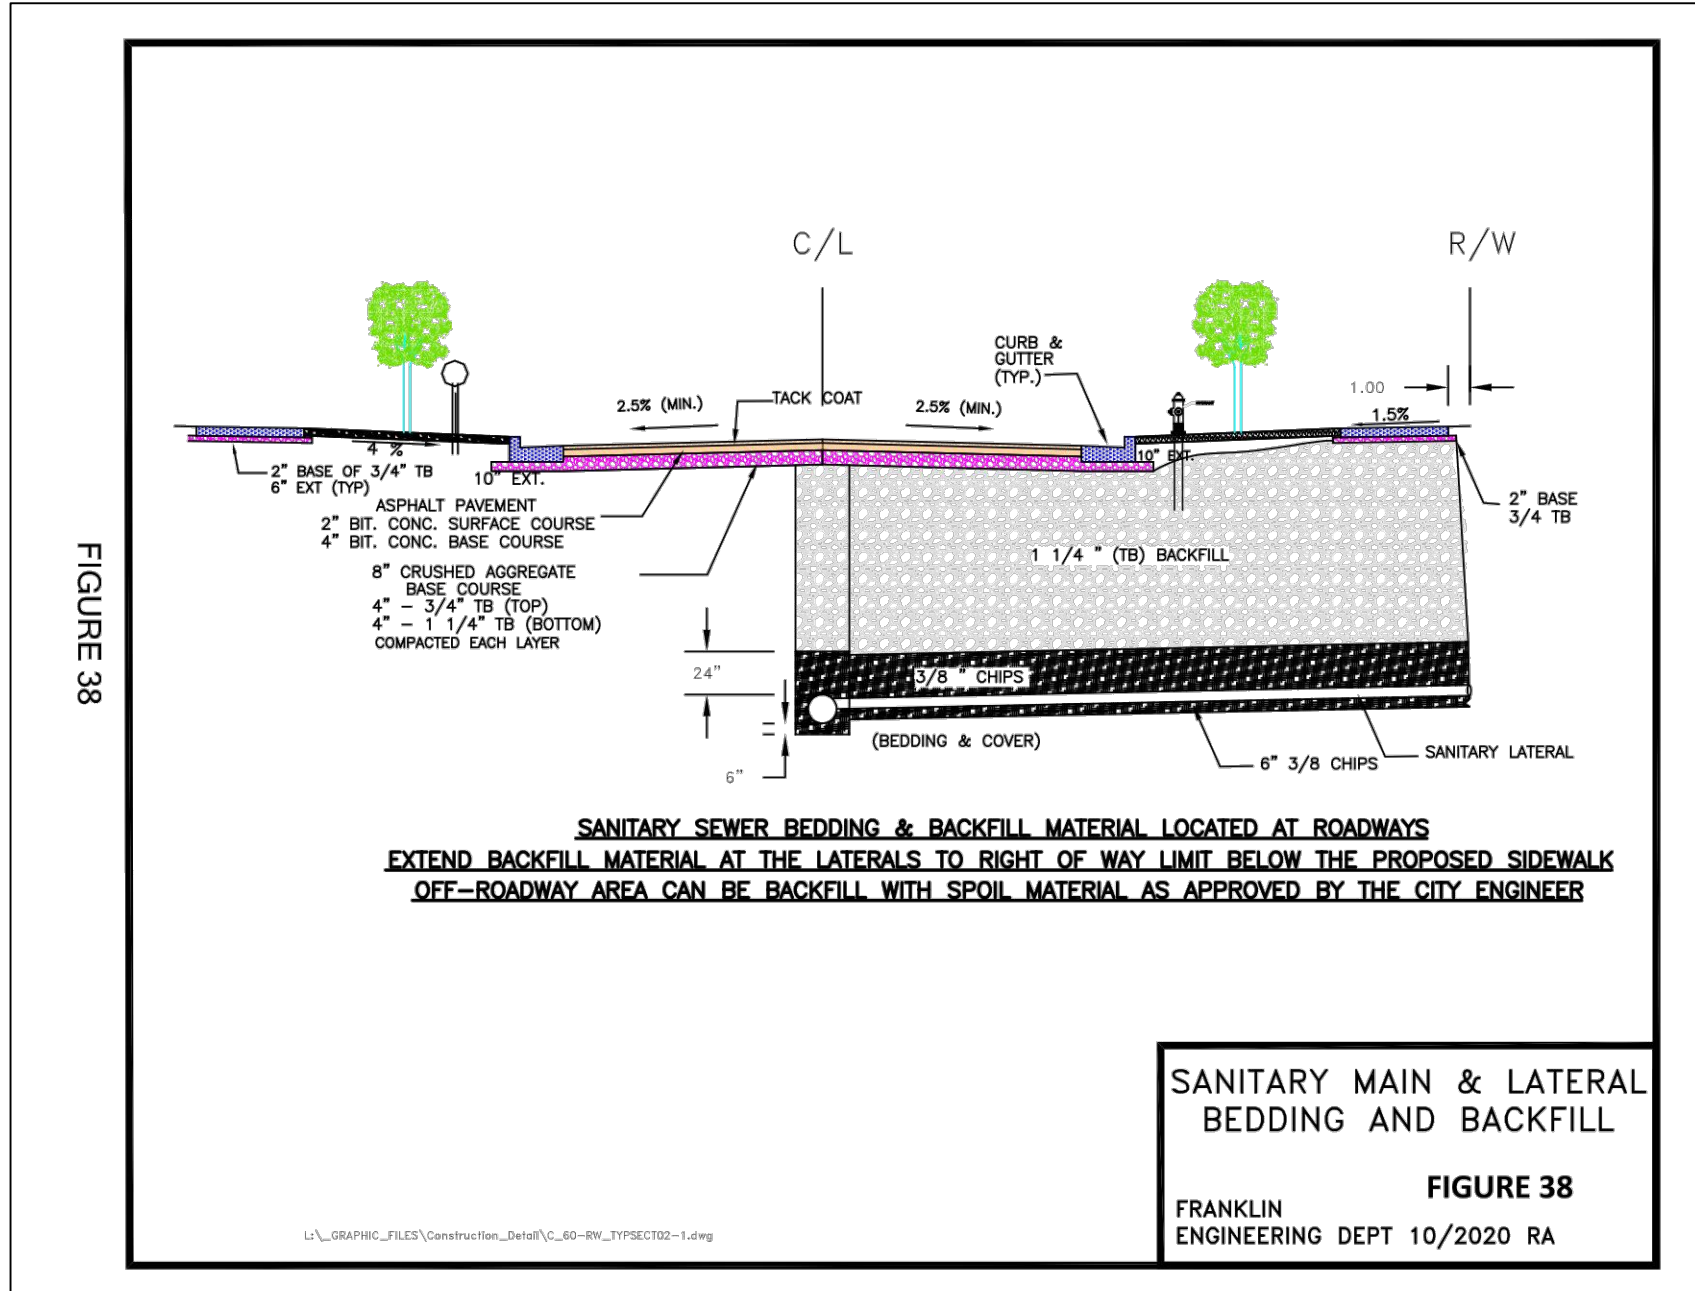 C/L
R/W
CURB &
GUTTER
(TYP.)
1.00
2.5% (MIN.)
TACK COAT
2.5% (MIN.)
1.5%
4 %
10" EXT.
2" BASE OF 3/4" TB
6" EXT (TYP)
10" EXT.
2" BASE
3/4 TB
ASPHALT PAVEMENT
2" BIT. CONC. SURFACE COURSE
4" BIT. CONC. BASE COURSE
1 1/4 " (TB) BACKFILL
8" CRUSHED AGGREGATE
BASE COURSE
4" – 3/4" TB (TOP)
4" – 1 1/4" TB (BOTTOM)
COMPACTED EACH LAYER
FIGURE 38
24"
3/8 " CHIPS
(BEDDING & COVER)
SANITARY LATERAL
6" 3/8 CHIPS
6"
SANITARY SEWER BEDDING & BACKFILL MATERIAL LOCATED AT ROADWAYS
EXTEND BACKFILL MATERIAL AT THE LATERALS TO RIGHT OF WAY LIMIT BELOW THE PROPOSED SIDEWALK
OFF–ROADWAY AREA CAN BE BACKFILL WITH SPOIL MATERIAL AS APPROVED BY THE CITY ENGINEER
SANITARY MAIN & LATERAL
BEDDING AND BACKFILL
FIGURE 38
FRANKLIN
ENGINEERING DEPT 10/2020 RA
L:\_GRAPHIC_FILES\Construction_Detail\C_60-RW_TYPSECT02-1.dwg